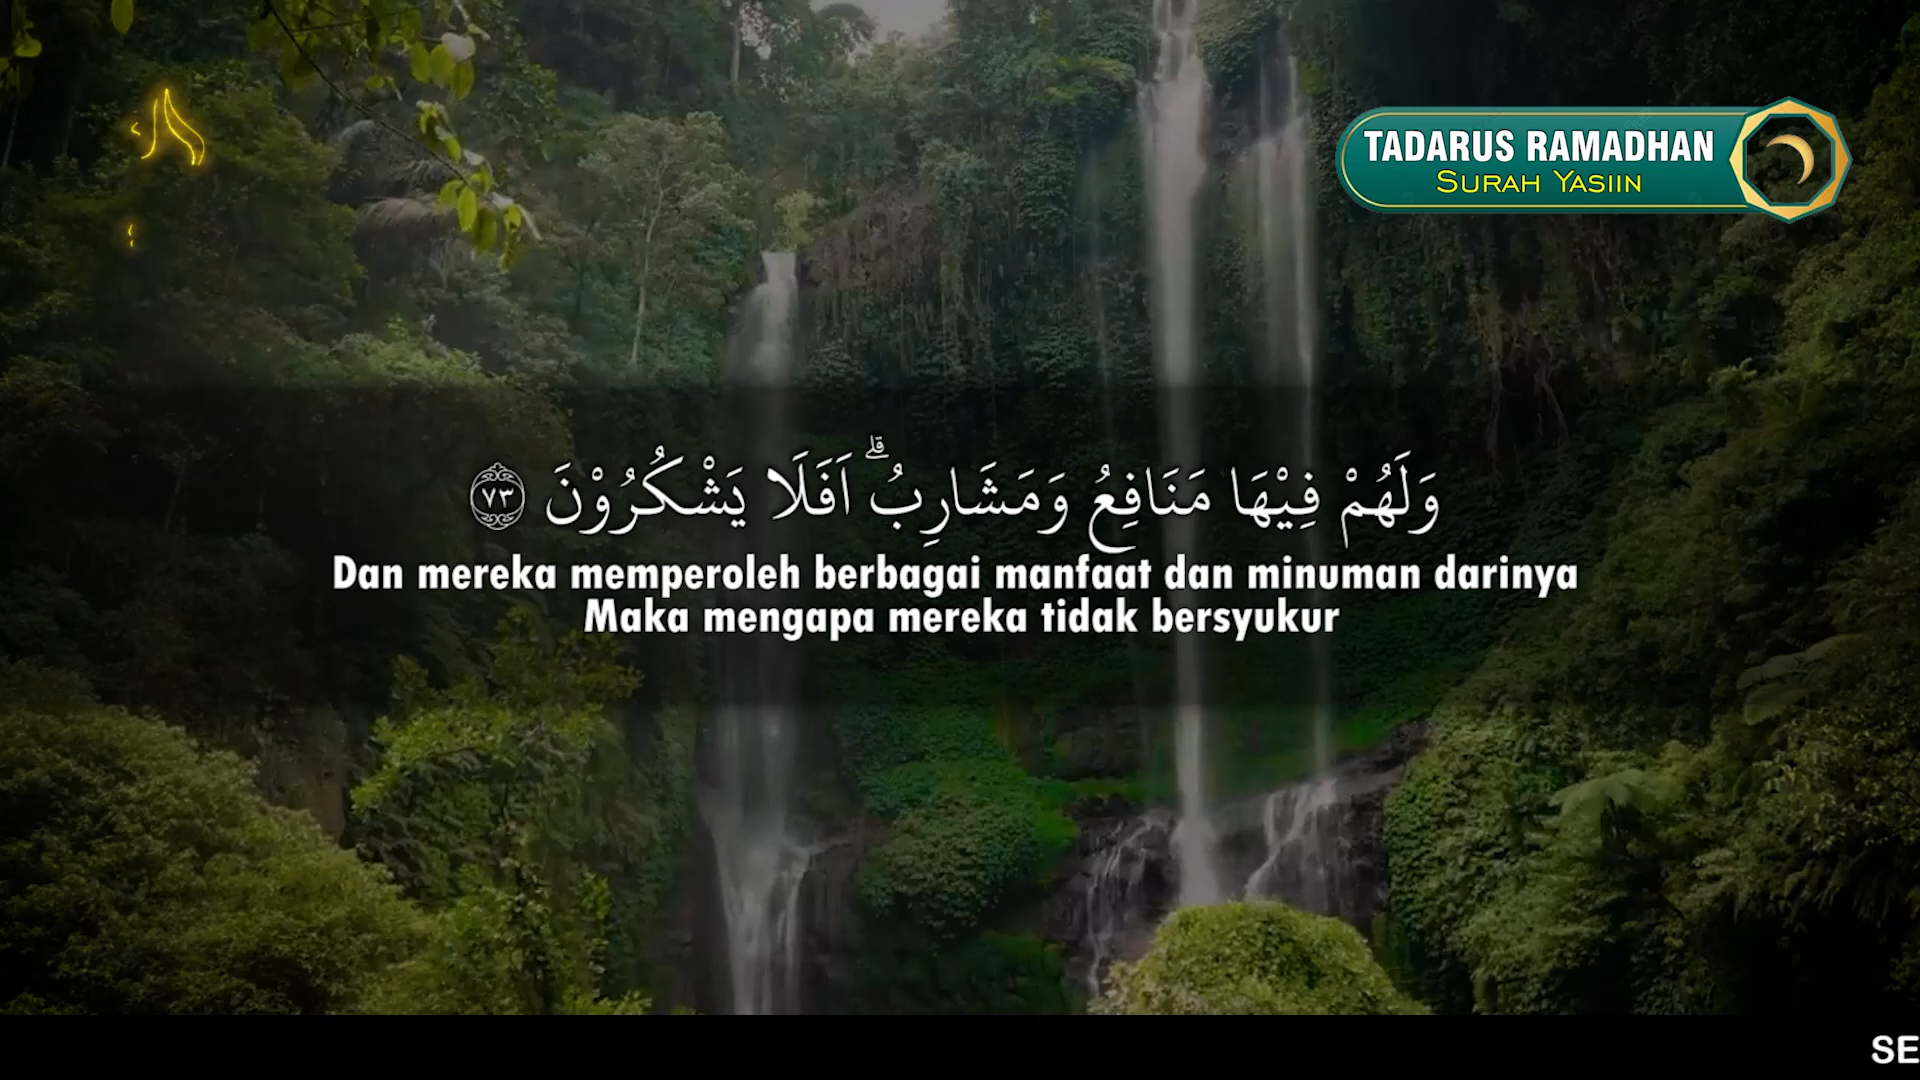 TADARUS RAMADHAN
SURAH YASIIN
وَلَهُمْ فِيْهَا مَنَافِعُ وَمَشَارِبُۗ اَفَلَا يَشْكُرُوْنَ ٧٣
Dan mereka memperoleh berbagai manfaat dan minuman darinya
Maka mengapa mereka tidak bersyukur
SE